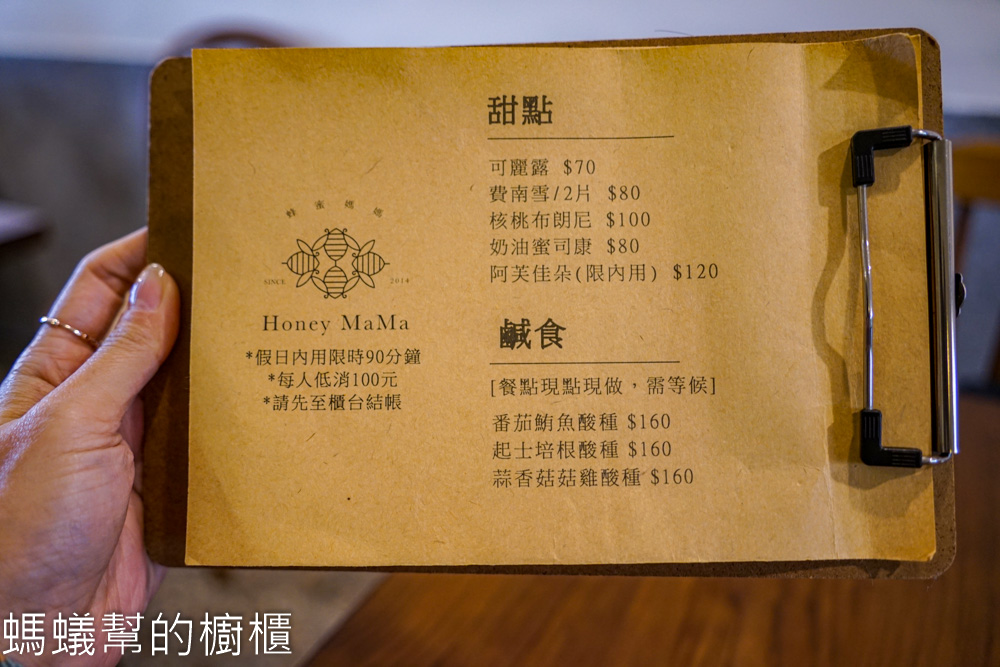 蜂蜜媽媽
SINCE 2014
Honey MaMa
*假日內用限時90分鐘
*每人低消100元
*請先至櫃台結帳
甜點
可麗露 $70
費南雪/2片 $80
核桃布朗尼 $100
奶油蜜司康 $80
阿芙佳朵(限內用) $120
鹹食
[餐點現點現做，需等候]
番茄鮪魚酸種 $160
起士培根酸種 $160
蒜香菇菇雞酸種 $160
螞蟻幫的櫥櫃